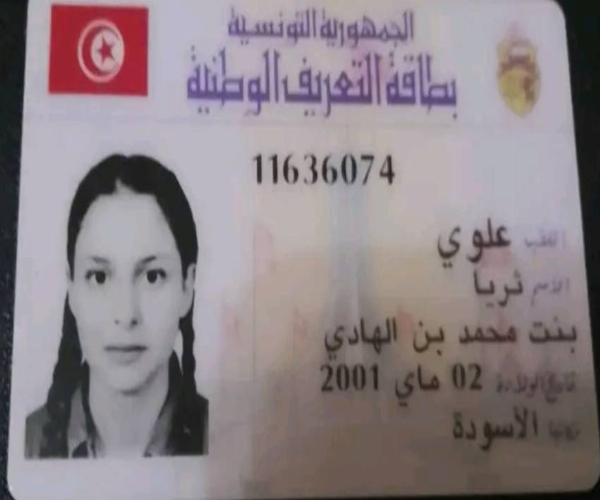 الجمهورية التونسية
بطاقة التعريف الوطنية
11636074
اللقب علوي
الاسم ثريا
بنت محمد بن الهادي
تاريخ الولادة 02 ماي 2001
مكانها الأسودة